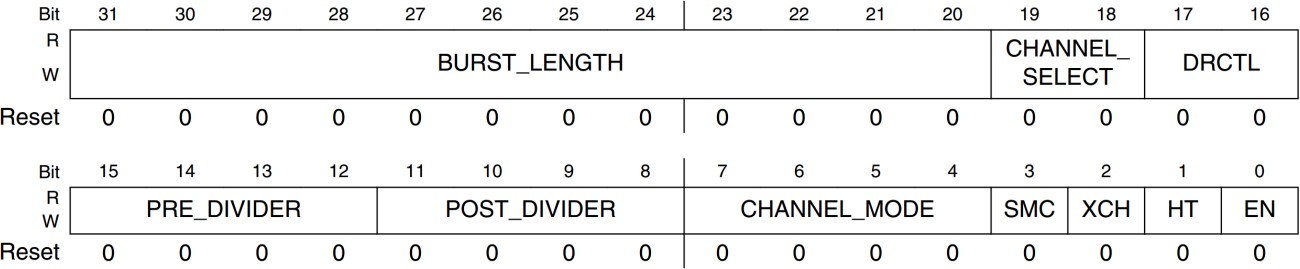 Bit 31 30 29 28 27 26 25 24 23 22 21 20 19 18 17 16
R
W
BURST_LENGTH
CHANNEL_
SELECT
DRCTL
Reset 0 0 0 0 0 0 0 0 0 0 0 0 0 0 0 0
Bit 15 14 13 12 11 10 9 8 7 6 5 4 3 2 1 0
R
W
PRE_DIVIDER POST_DIVIDER CHANNEL_MODE SMC XCH HT EN
Reset 0 0 0 0 0 0 0 0 0 0 0 0 0 0 0 0